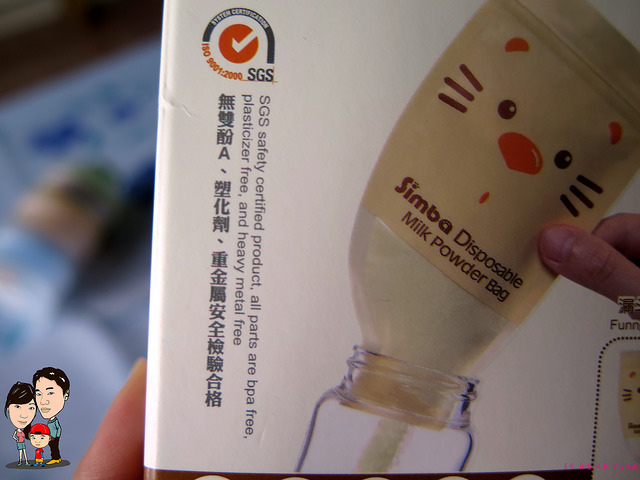 SYSTEM CERTIFICATION
ISO 9001:2000
SGS
SGS safety certified product, all parts are bpa free,
plasticizer free, and heavy metal free
無雙酚A、塑化劑、重金屬安全檢驗合格
Simba Disposable
Milk Powder Bag
Funn